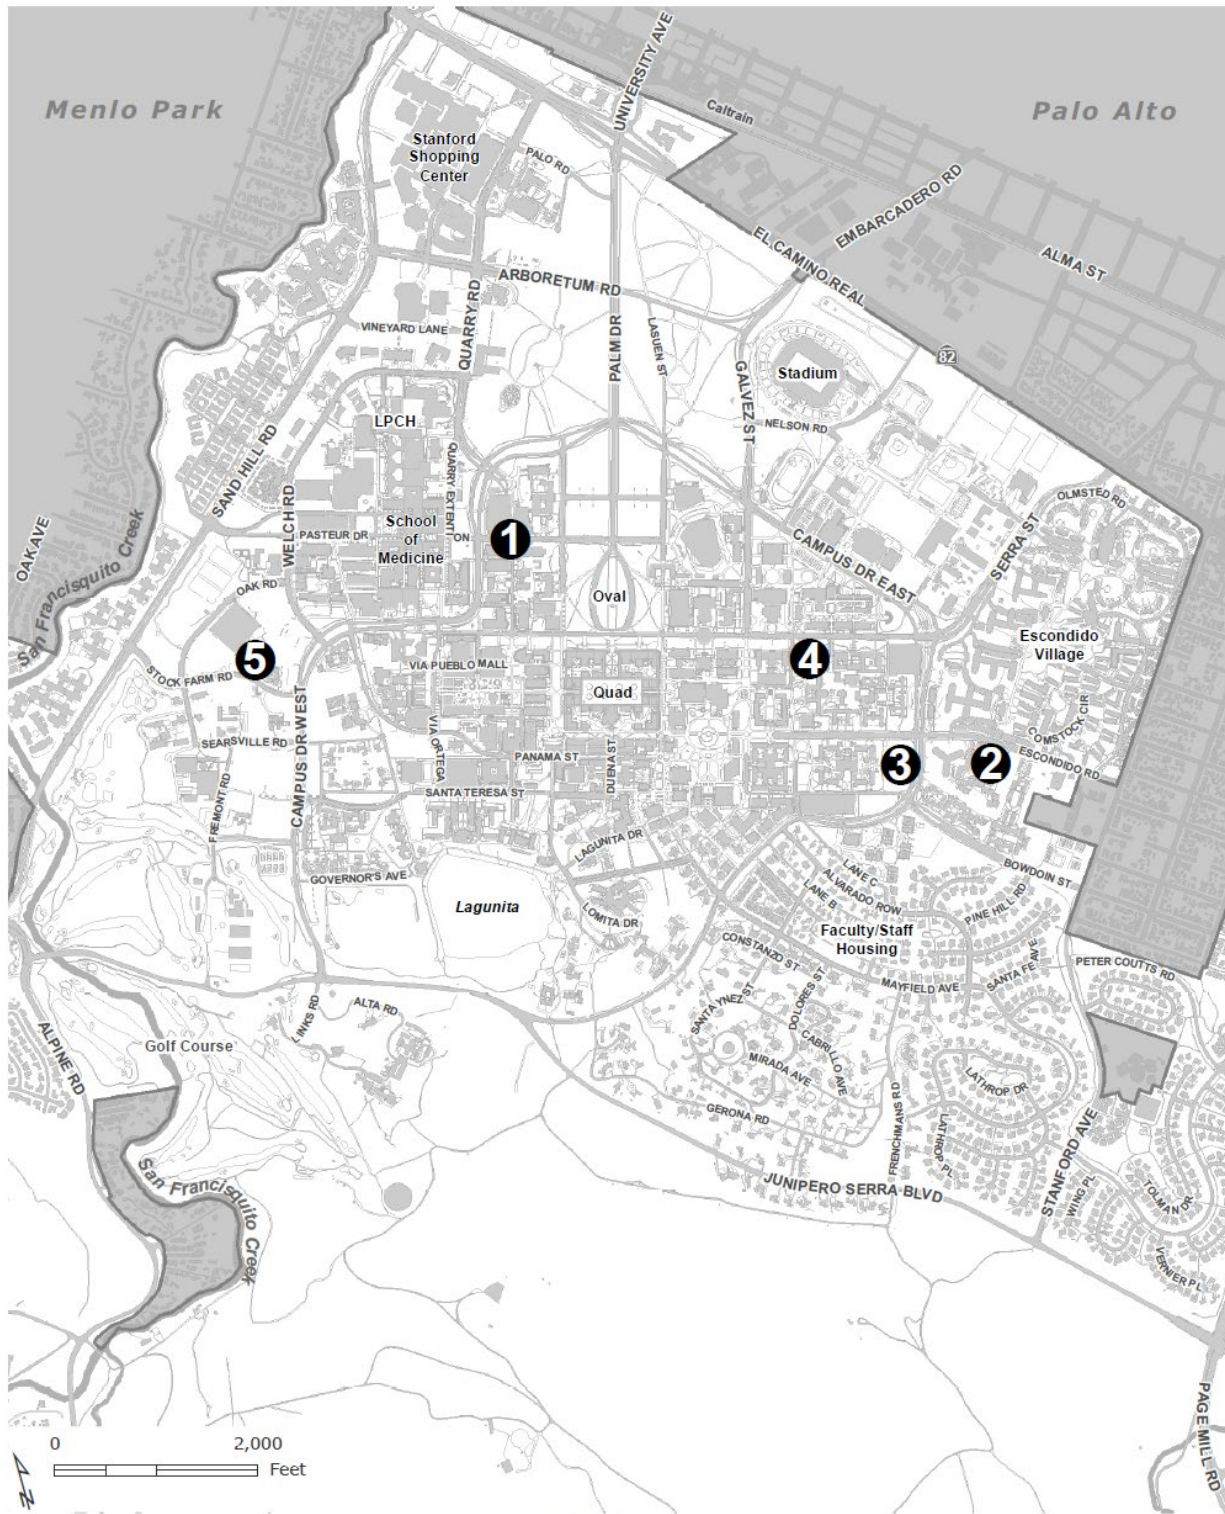 Menlo Park
Palo Alto
UNIVERSITY AVE
Caltrain
Stanford
Shopping
Center
PALO RD
EMBARCADERO RD
EL CAMINO REAL
ALMA ST
ARBORETUM RD
QUARRY RD
PALM DR
LASUEN ST
VINEYARD LANE
82
Stadium
GALVEZ ST
NELSON RD
LPCH
SAND HILL RD
QUARRY EXTENTION
OLMSTED RD
WELCH RD
School
of
Medicine
PASTEUR DR
1
SERRA ST
CAMPUS DR EAST
OAK AVE
San Francisquito Creek
OAK RD
Oval
Escondido
Village
5
STOCK FARM RD
VIA PUEBLO MALL
4
Quad
COMSTOCK CIR
CAMPUS DR WEST
SEARSVILLE RD
VIA ORTEGA
PANAMA ST
DUENA ST
3
2
ESCONDIDO RD
FREMONT RD
SANTA TERESA ST
LAGUNITA DR
BOWDOIN ST
GOVERNOR'S AVE
LANE C
ALVARADO ROW
LANE B
PINE HILL RD
Lagunita
LOMITA DR
Faculty/Staff
Housing
CONSTANZO ST
SANTA FE AVE
PETER COUTTS RD
MAYFIELD AVE
SANTA YNEZ ST
DOLORES ST
LINKS RD
ALTA RD
ALPINE RD
Golf Course
CABRILLO AVE
MIRADA AVE
LATHROP DR
GERONA RD
FRENCHMANS RD
LATHROP PL
STANFORD AVE
San Francisquito Creek
JUNIPERO SERRA BLVD
WING PL
TOLMAN DR
VERNIER PL
PAGE MILL RD
0 2,000
Feet
N